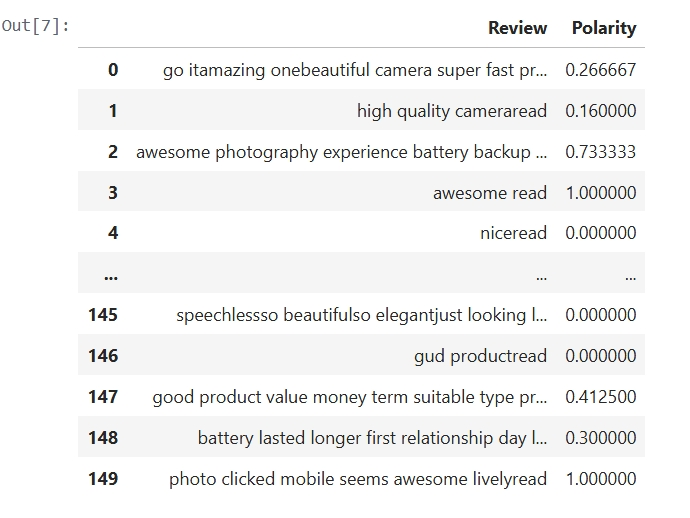 Out[7]:
Review Polarity
0 go itamazing onebeautiful camera super fast pr... 0.266667
1 high quality cameraread 0.160000
2 awesome photography experience battery backup ... 0.733333
3 awesome read 1.000000
4 niceread 0.000000
... ... ...
145 speechlessso beautifulso elegantjust looking l... 0.000000
146 gud productread 0.000000
147 good product value money term suitable type pr... 0.412500
148 battery lasted longer first relationship day l... 0.300000
149 photo clicked mobile seems awesome livelyread 1.000000